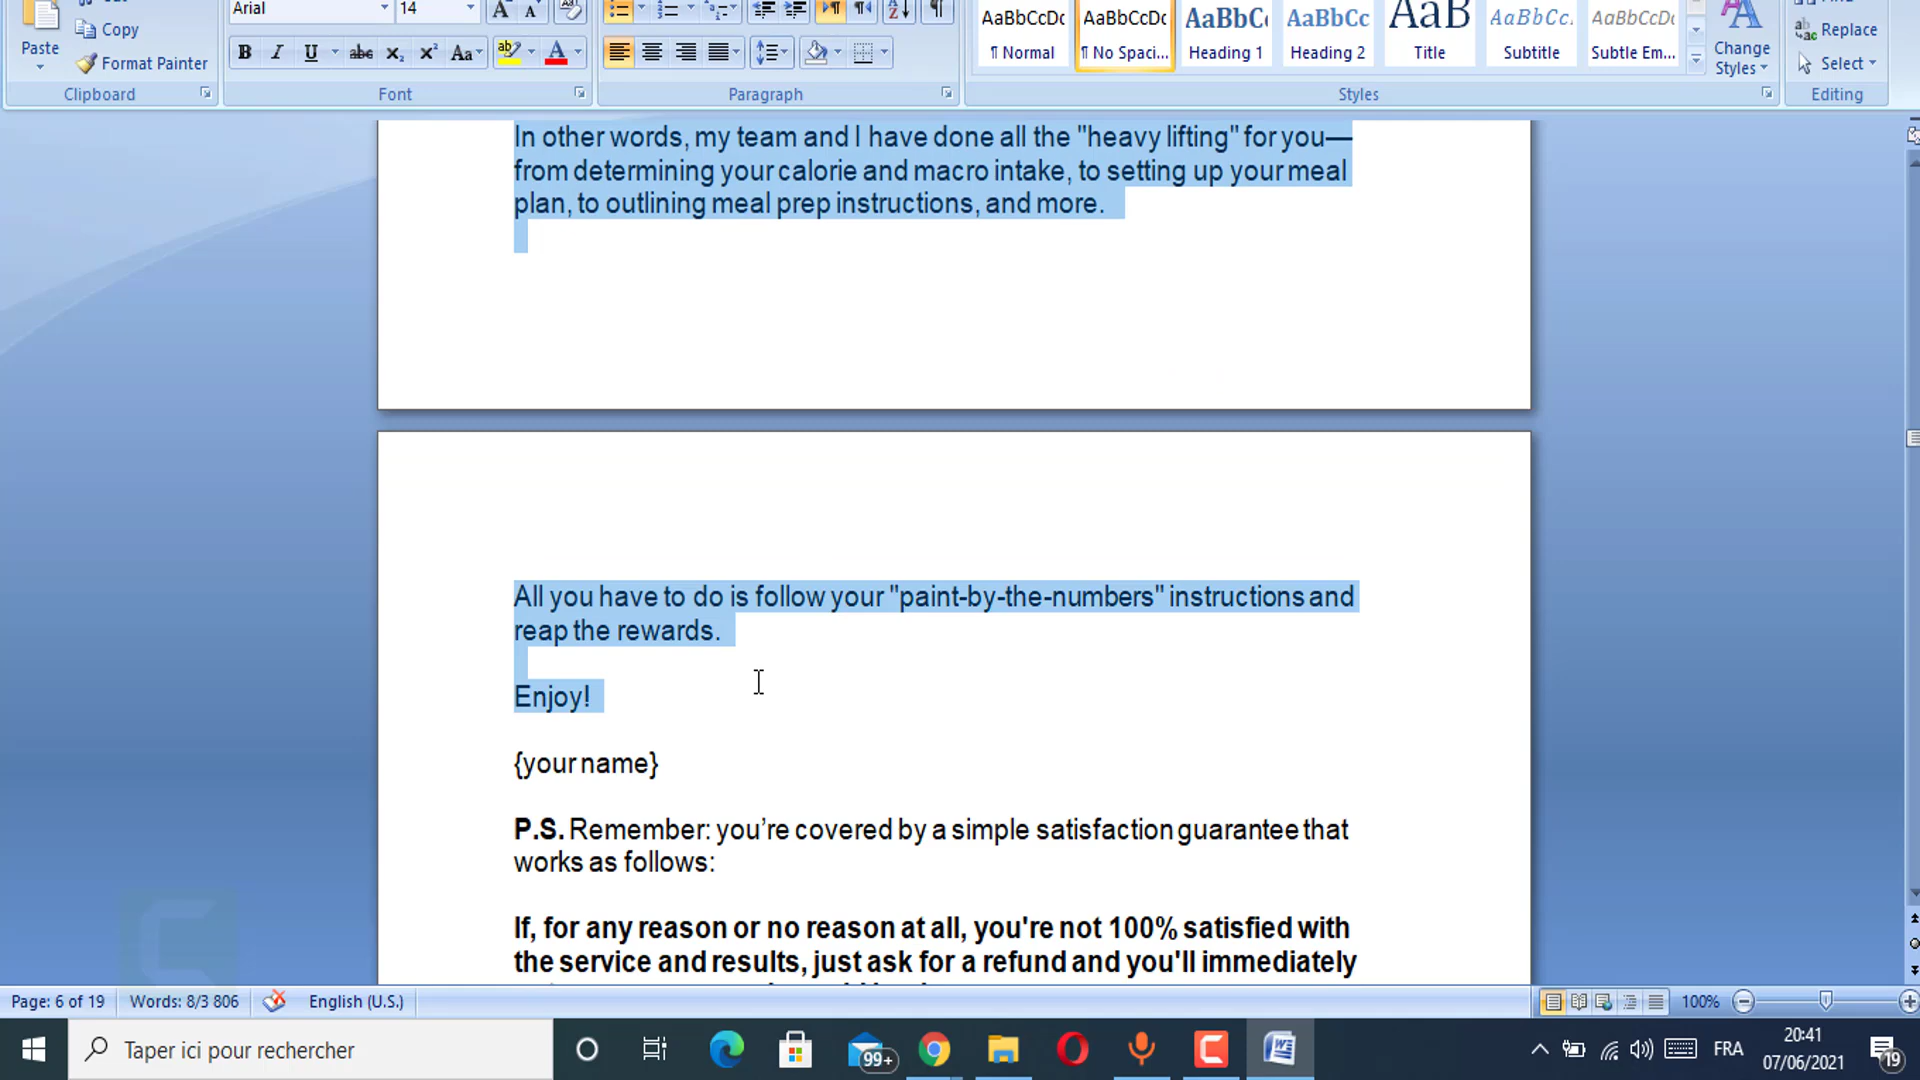 Arial
14
Paste
Copy
Format Painter
B I U abc X₂ X² Aa
ab
A
AaBbCcDc
AaBbCcDc
AaBbC
AaBbCc
AaB
AaBbCc.
AaBbCcDc
¶ Normal
¶ No Spaci...
Heading 1
Heading 2
Title
Subtitle
Subtle Em...
Change
Styles
Replace
Select
Clipboard
Font
Paragraph
Styles
Editing
In other words, my team and I have done all the "heavy lifting" for you—
from determining your calorie and macro intake, to setting up your meal
plan, to outlining meal prep instructions, and more.
All you have to do is follow your "paint-by-the-numbers" instructions and
reap the rewards.
Enjoy!
{your name}
P.S. Remember: you’re covered by a simple satisfaction guarantee that
works as follows:
If, for any reason or no reason at all, you're not 100% satisfied with
the service and results, just ask for a refund and you'll immediately
Page: 6 of 19
Words: 8/3 806
English (U.S.)
100%
Taper ici pour rechercher
99+
FRA
20:41
07/06/2021
19